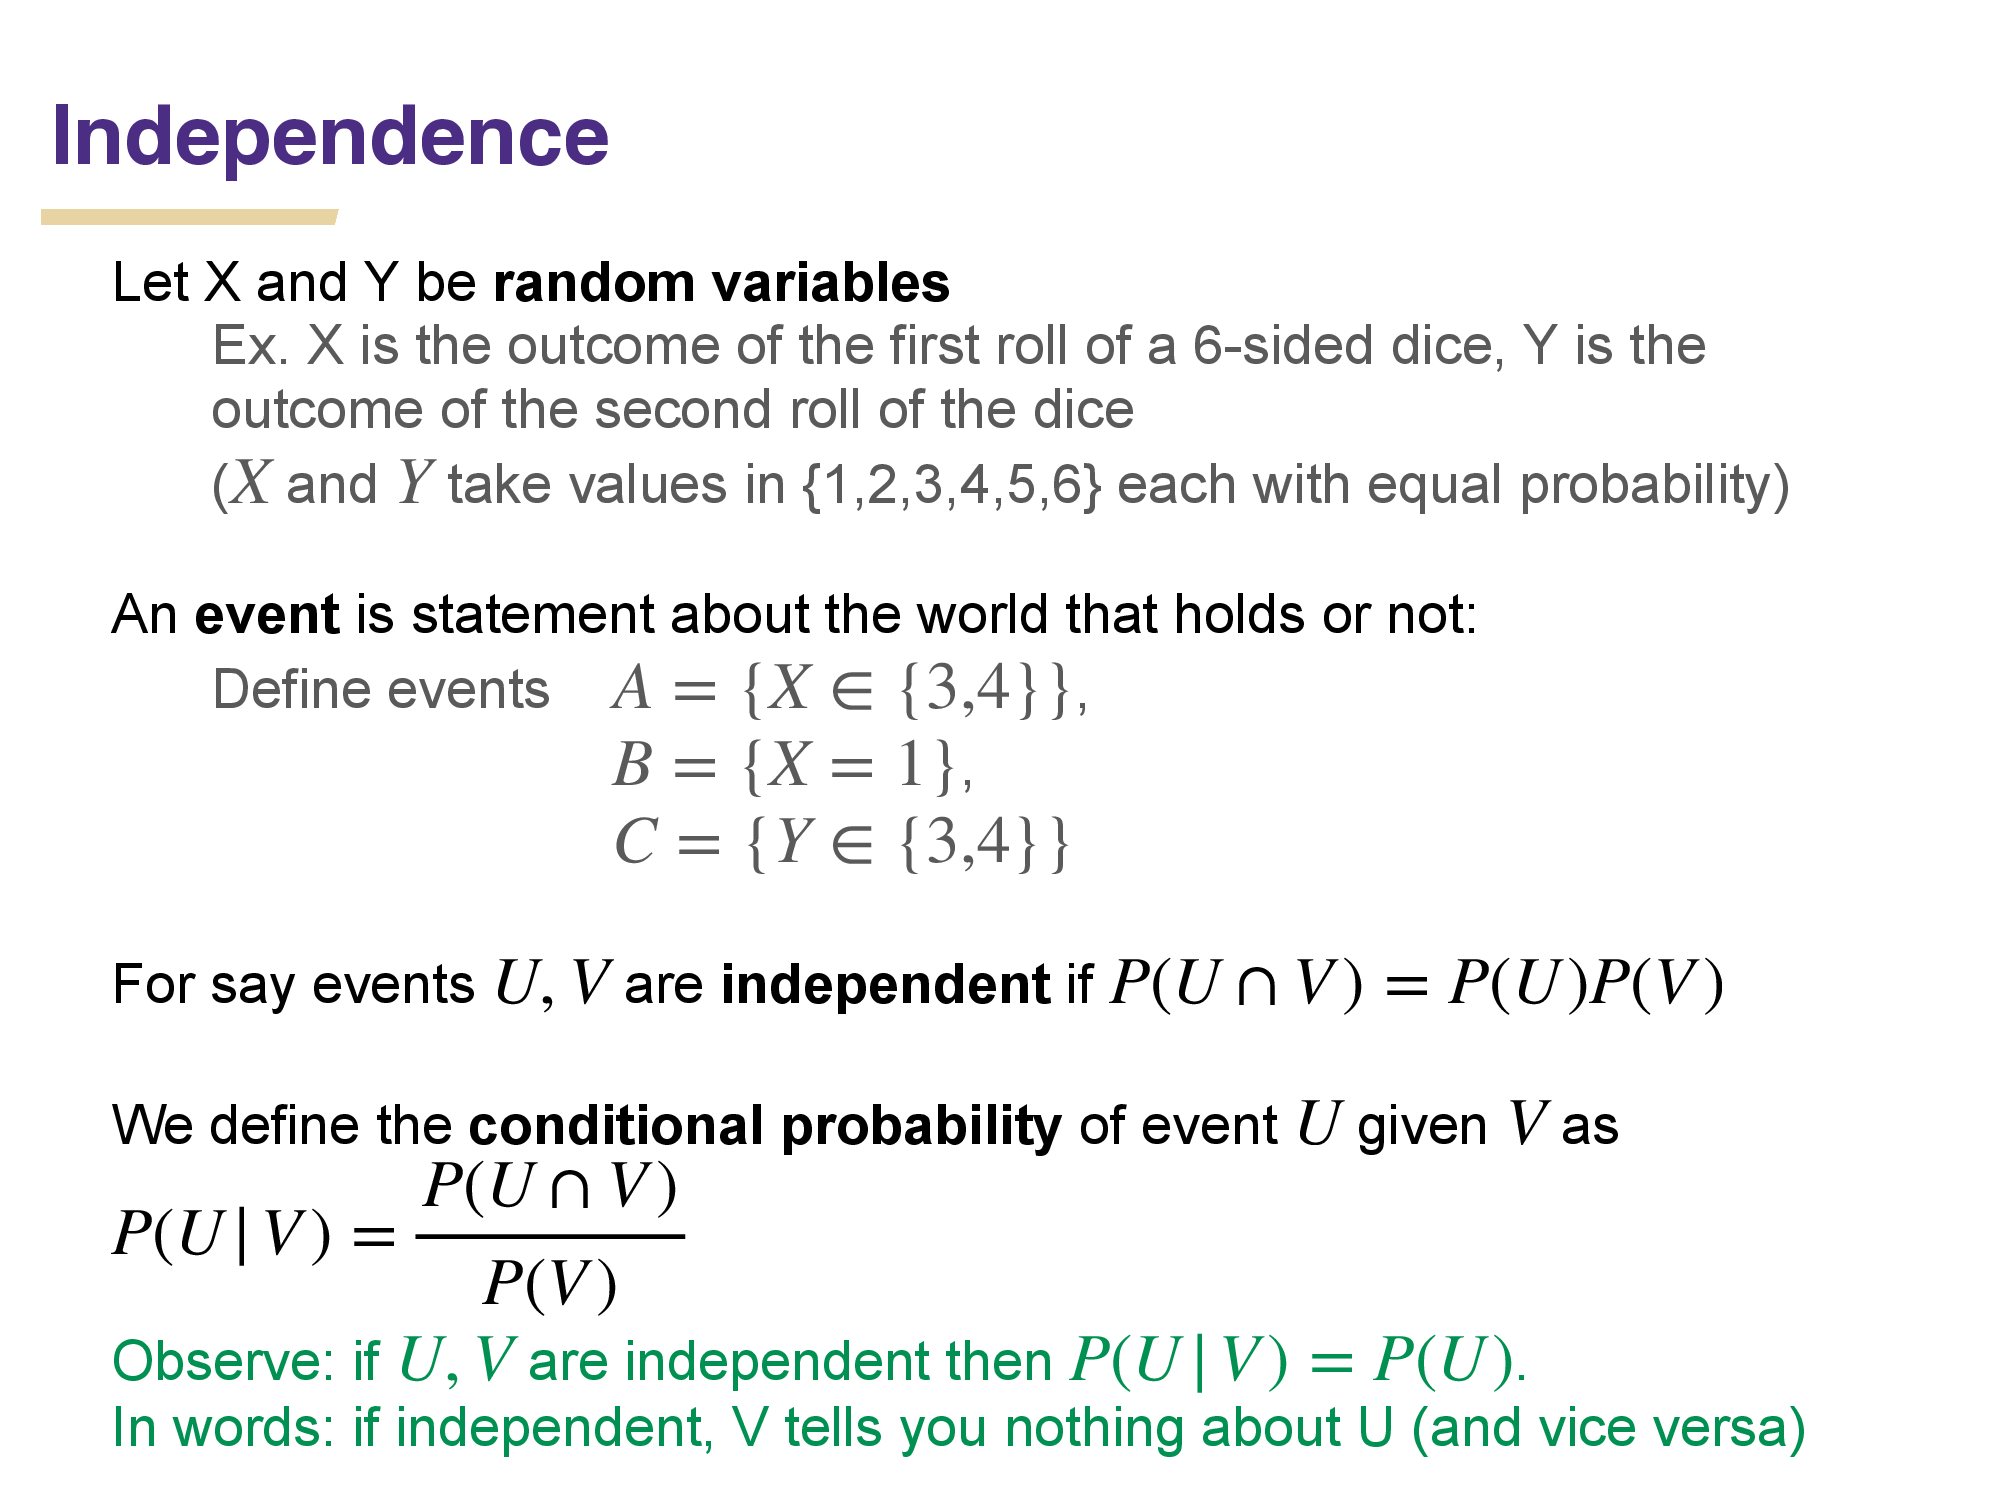 Independence
Let X and Y be random variables
Ex. X is the outcome of the first roll of a 6-sided dice, Y is the
outcome of the second roll of the dice
(X and Y take values in {1,2,3,4,5,6} each with equal probability)
An event is statement about the world that holds or not:
Define events A = {X ∈ {3,4}},
B = {X = 1},
C = {Y ∈ {3,4}}
For say events U, V are independent if P(U ∩ V) = P(U)P(V)
We define the conditional probability of event U given V as
P(U | V) = \frac{P(U ∩ V)}{P(V)}
Observe: if U, V are independent then P(U | V) = P(U).
In words: if independent, V tells you nothing about U (and vice versa)